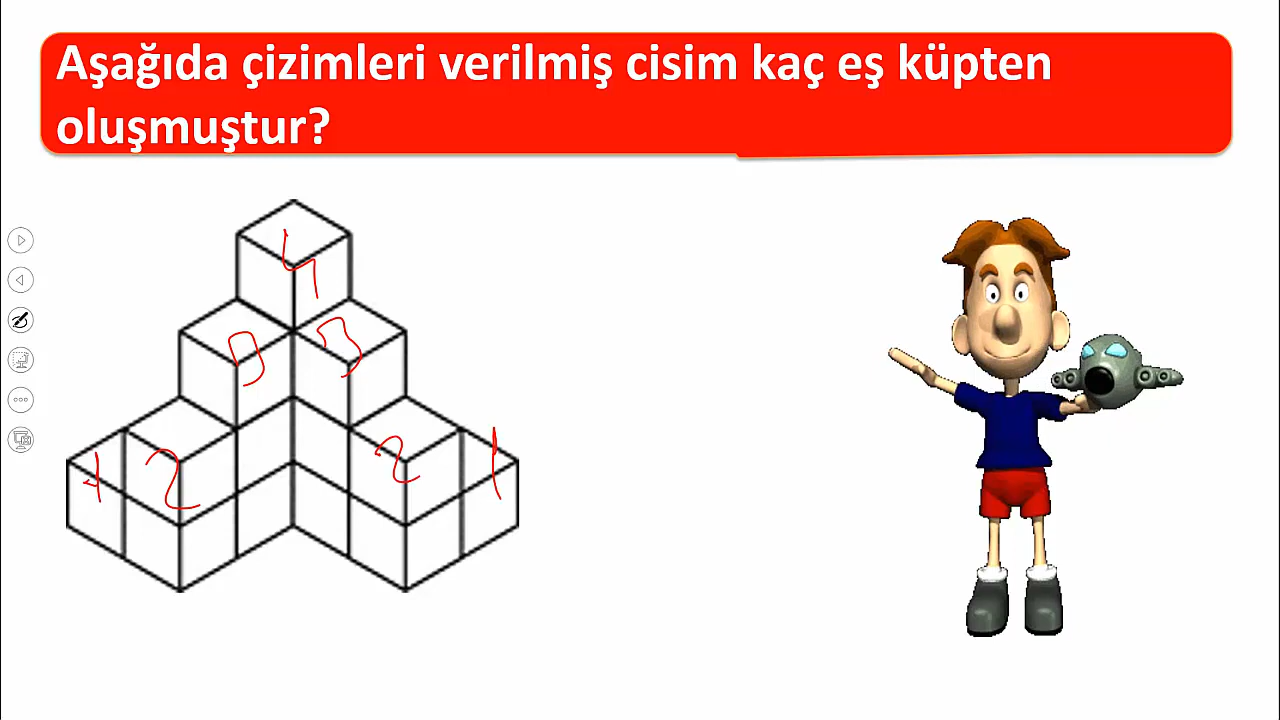 Aşağıda çizimleri verilmiş cisim kaç eş küpten
oluşmuştur?
4
3 3
2 2
1 1